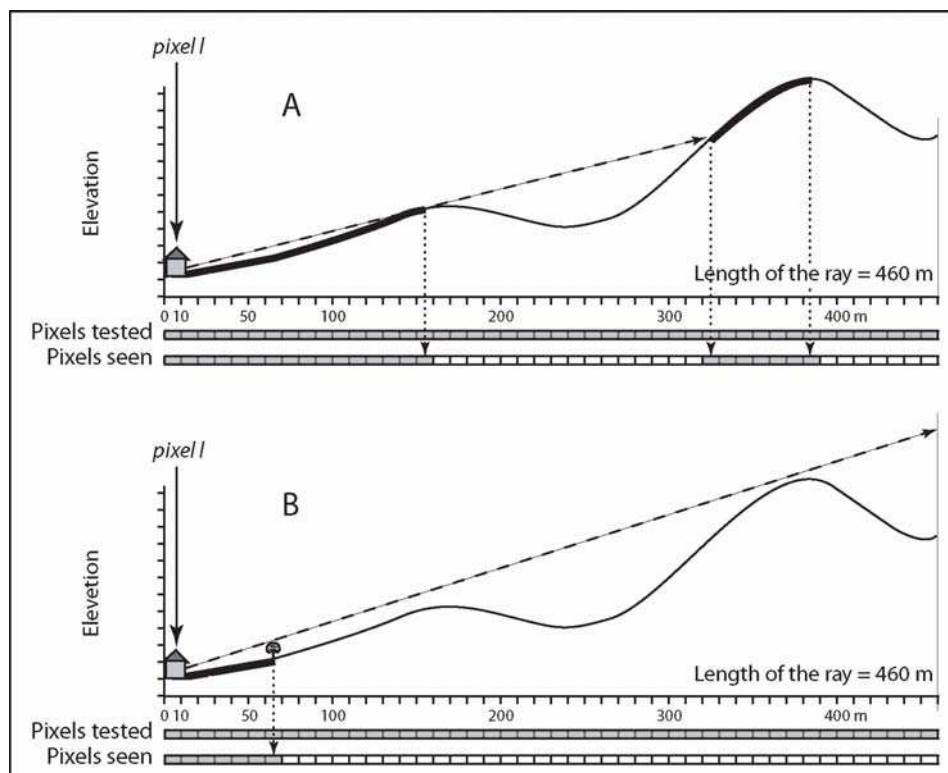 pixel l
A
Elevation
Length of the ray = 460 m
0 10 50 100 200 300 400 m
Pixels tested
Pixels seen
pixel l
B
Elevetion
Length of the ray = 460 m
0 10 50 100 200 300 400 m
Pixels tested
Pixels seen